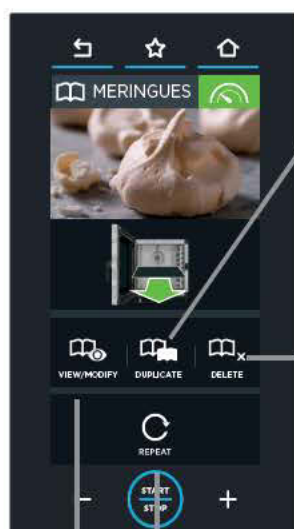 MERINGUES
VIEW/MODIFY DUPLICATE DELETE
REPEAT
START
STOP